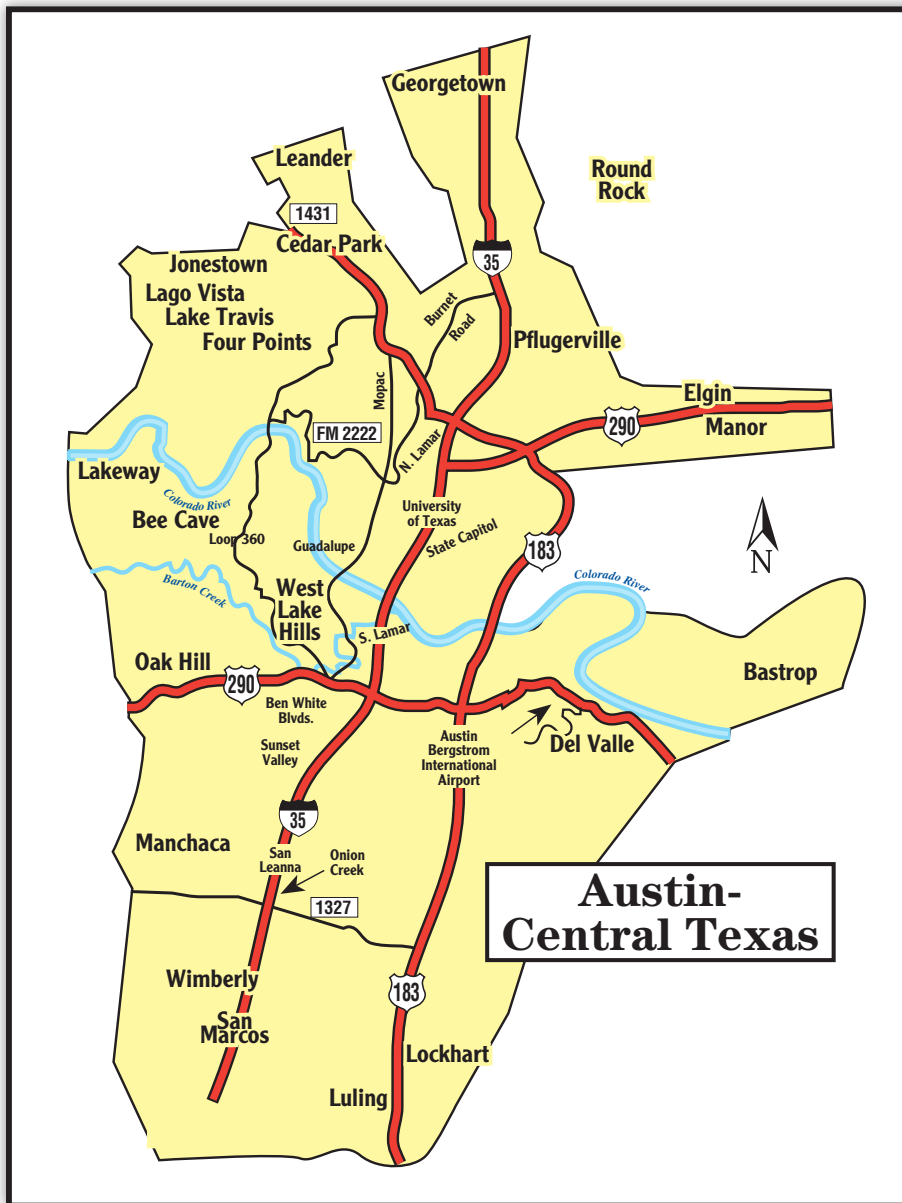 Georgetown
Leander
Round
Rock
1431
Cedar Park
35
Jonestown
Lago Vista
Lake Travis
Four Points
Burnet
Road
Pflugerville
Mopac
Elgin
290
Manor
FM 2222
N. Lamar
Lakeway
Colorado River
Bee Cave
Loop 360
Guadalupe
University
of Texas
State Capitol
183
N
Barton Creek
West
Lake
Hills
Colorado River
S. Lamar
Oak Hill
290
Bastrop
Ben White
Blvds.
Sunset
Valley
Austin
Bergstrom
International
Airport
Del Valle
35
Manchaca
San
Leanna
Onion
Creek
1327
Austin-
Central Texas
Wimberly
183
San
Marcos
Lockhart
Luling